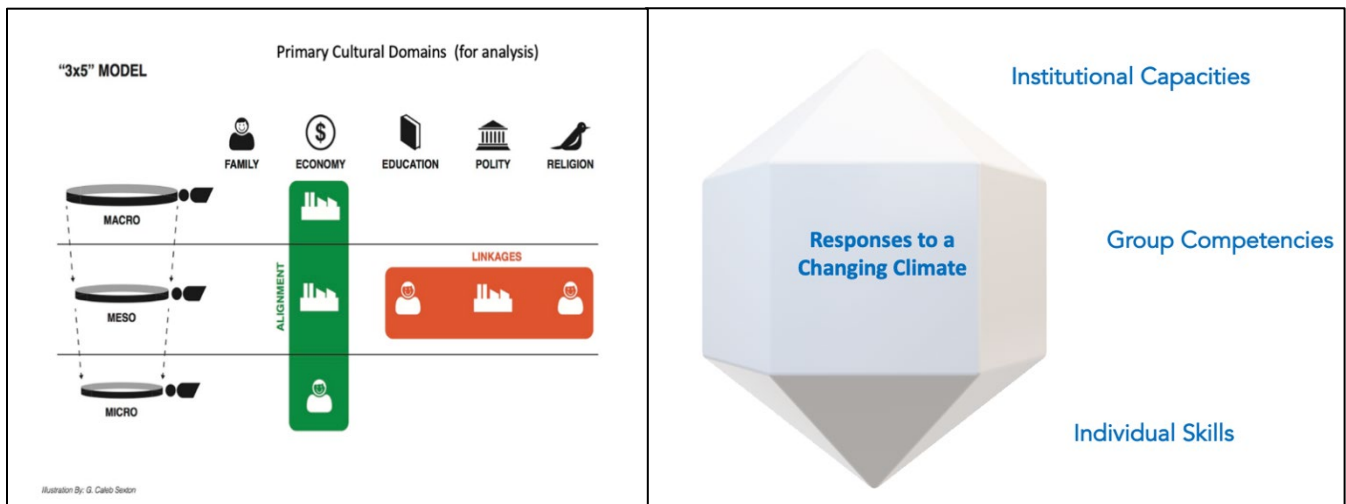 Primary Cultural Domains (for analysis)
"3x5" MODEL
$
FAMILY
ECONOMY
EDUCATION
POLITY
RELIGION
MACRO
LINKAGES
ALIGNMENT
MESO
MICRO
Illustration By: G. Caleb Sexton
Institutional Capacities
Responses to a
Changing Climate
Group Competencies
Individual Skills